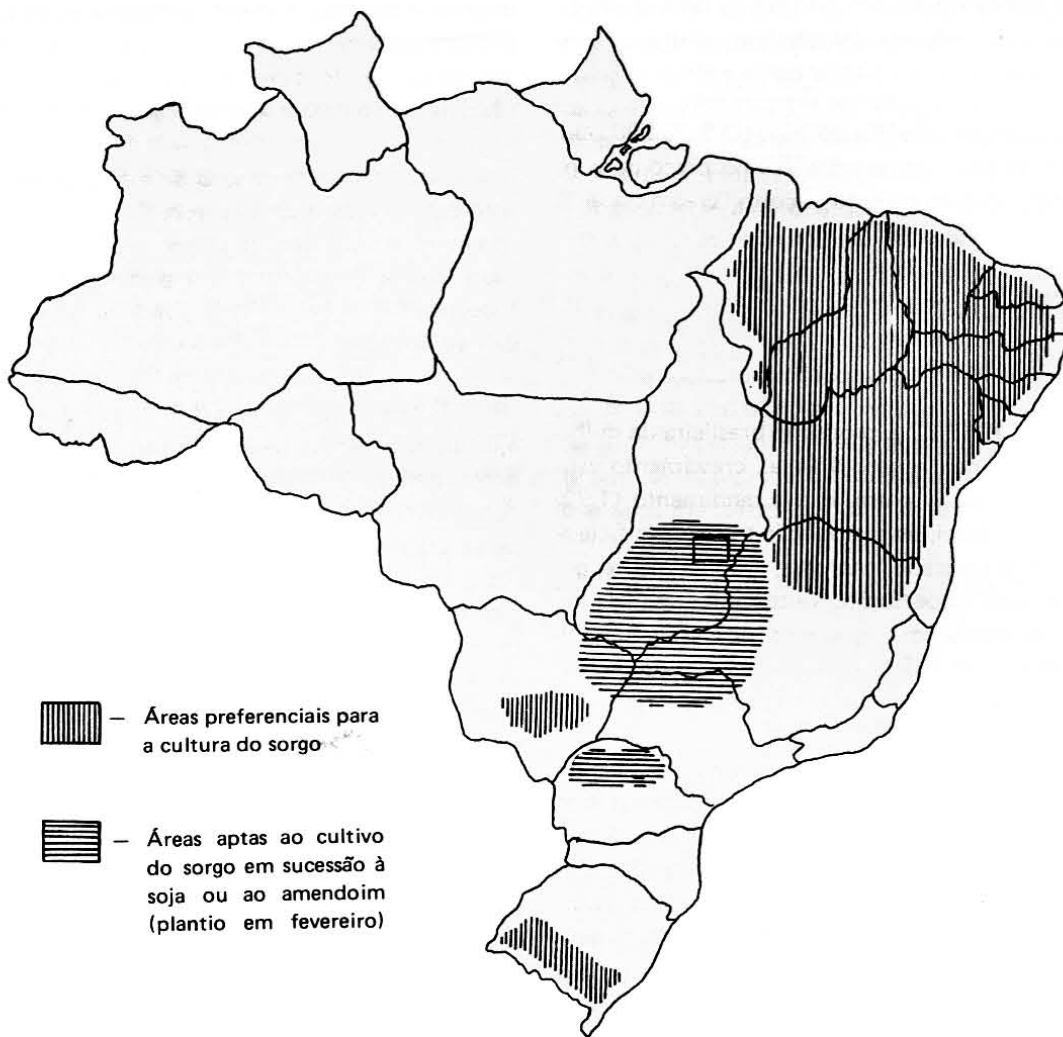 — Áreas preferenciais para
a cultura do sorgo
— Áreas aptas ao cultivo
do sorgo em sucessão à
soja ou ao amendoim
(plantio em fevereiro)